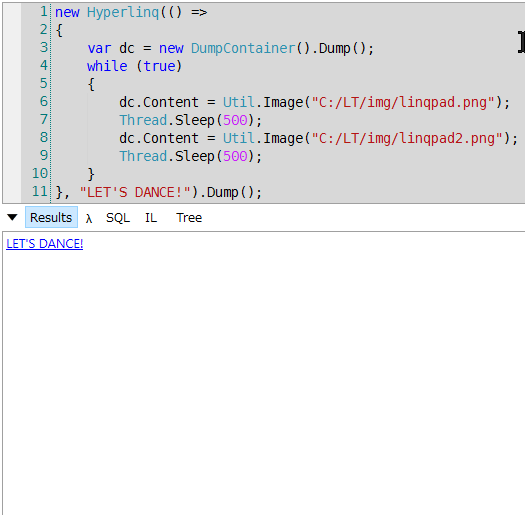 1 new Hyperlinq(() =>
2 {
3 var dc = new DumpContainer().Dump();
4 while (true)
5 {
6 dc.Content = Util.Image("C:/LT/img/linqpad.png");
7 Thread.Sleep(500);
8 dc.Content = Util.Image("C:/LT/img/linqpad2.png");
9 Thread.Sleep(500);
10 }
11 }, "LET'S DANCE!").Dump();
▼ Results λ SQL IL Tree
LET'S DANCE!